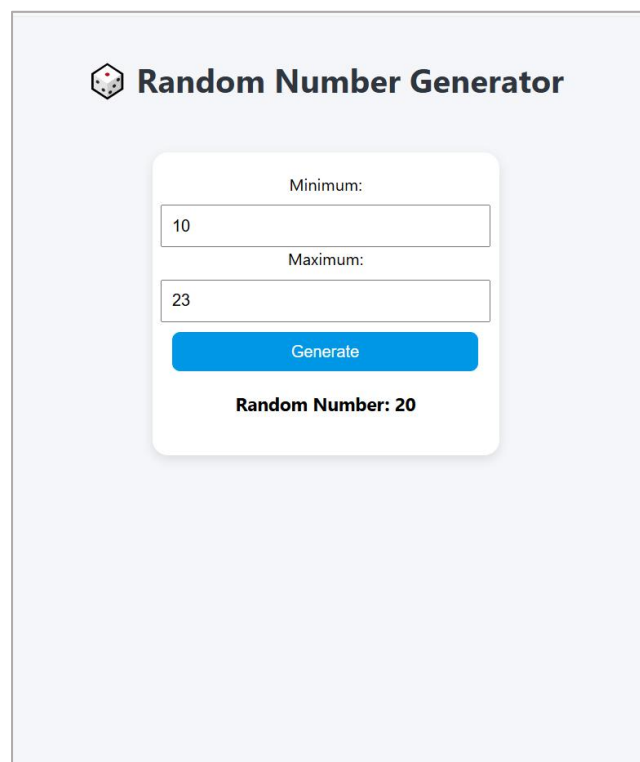 🎲 Random Number Generator
Minimum:
10
Maximum:
23
Generate
Random Number: 20